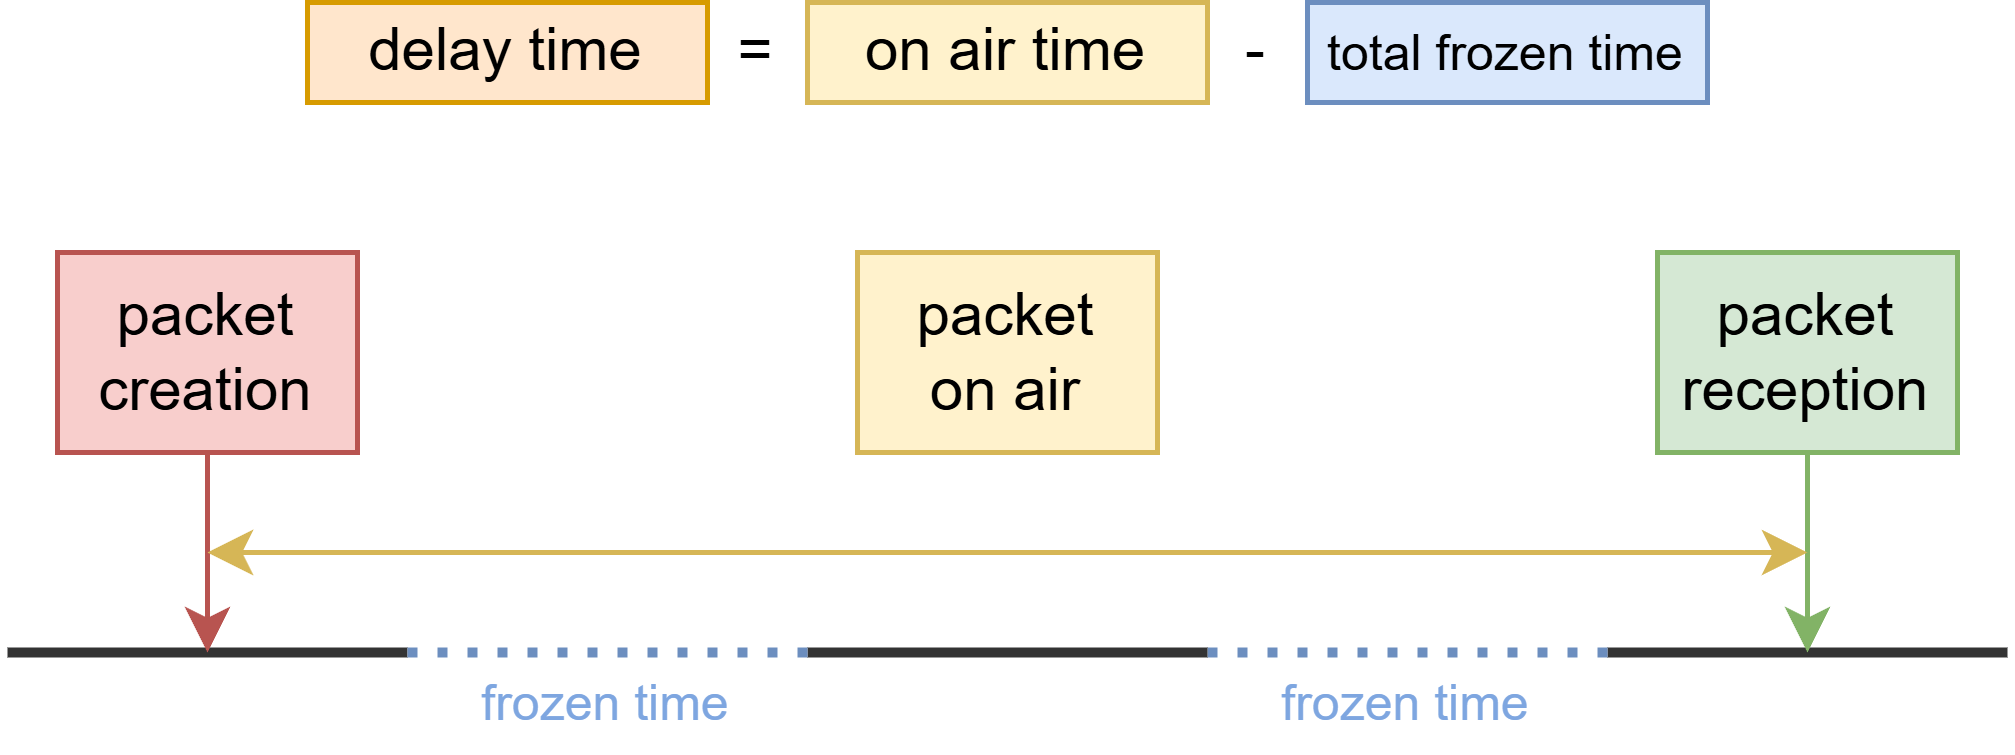 delay time = on air time - total frozen time
packet
creation
packet
on air
packet
reception
frozen time
frozen time